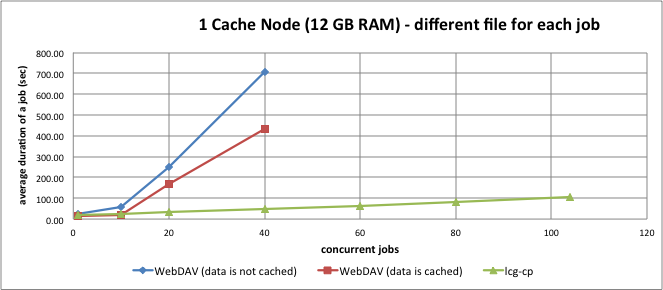 1 Cache Node (12 GB RAM) - different file for each job
average duration of a job (sec)
800.00
700.00
600.00
500.00
400.00
300.00
200.00
100.00
0.00
0 20 40 60 80 100 120
concurrent jobs
WebDAV (data is not cached) WebDAV (data is cached) lcg-cp